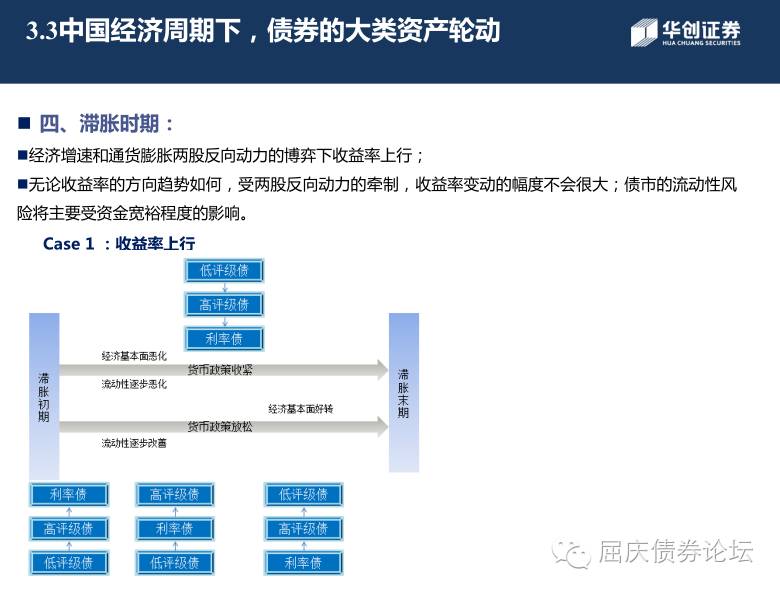 3.3中国经济周期下，债券的大类资产轮动
华创证券
HUA CHUANG SECURITIES
四、滞胀时期：
经济增速和通货膨胀两股反向动力的博弈下收益率上行；
无论收益率的方向趋势如何，受两股反向动力的牵制，收益率变动的幅度不会很大；债市的流动性风
险将主要受资金宽裕程度的影响。
Case 1 ：收益率上行
低评级债
高评级债
利率债
滞胀初期
经济基本面恶化
货币政策收紧
流动性逐步恶化
经济基本面好转
货币政策放松
流动性逐步改善
滞胀末期
利率债
高评级债
低评级债
高评级债
利率债
低评级债
低评级债
高评级债
利率债
屈庆债券论坛